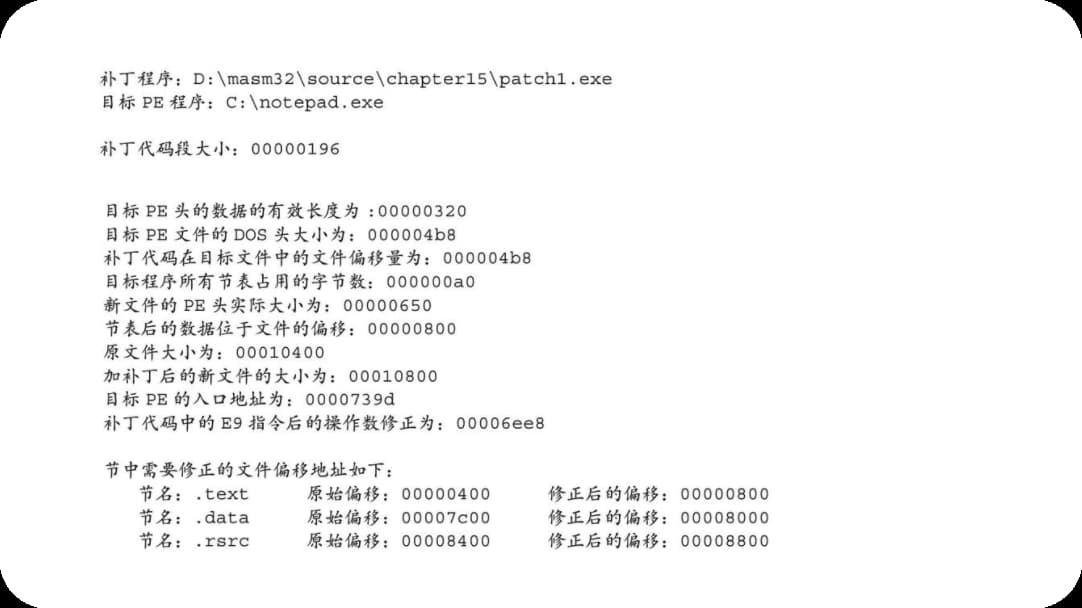 补丁程序：D:\masm32\source\chapter15\patch1.exe
目标 PE 程序：C:\notepad.exe
补丁代码段大小：00000196
目标 PE 头的数据的有效长度为 :00000320
目标 PE 文件的 DOS 头大小为：000004b8
补丁代码在目标文件中的文件偏移量为：000004b8
目标程序所有节表占用的字节数：000000a0
新文件的 PE 头实际大小为：00000650
节表后的数据位于文件的偏移：00000800
原文件大小为：00010400
加补丁后的新文件的大小为：00010800
目标 PE 的入口地址为：0000739d
补丁代码中的 E9 指令后的操作数修正为：00006ee8
节中需要修正的文件偏移地址如下：
节名：.text 原始偏移：00000400 修正后的偏移：00000800
节名：.data 原始偏移：00007c00 修正后的偏移：00008000
节名：.rsrc 原始偏移：00008400 修正后的偏移：00008800